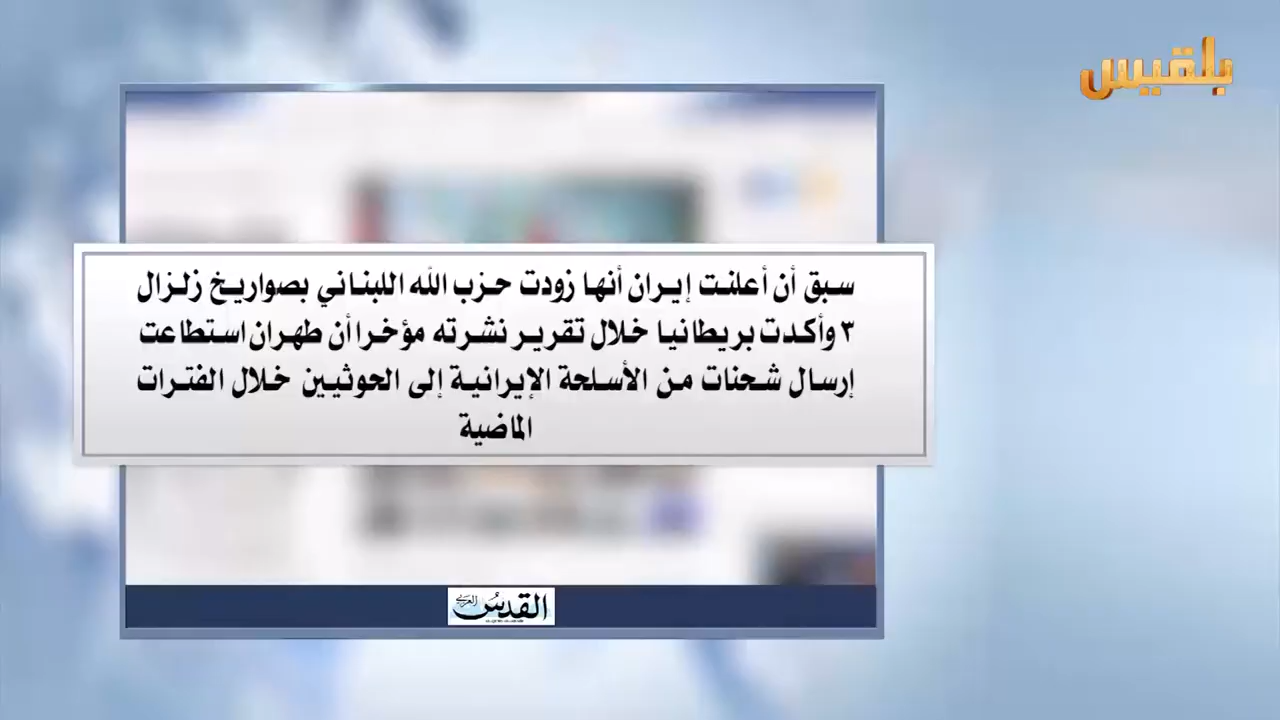 بلقيس
سبق أن أعلنت إيران أنها زودت حزب الله اللبناني بصواريخ زلزال
٣ وأكدت بريطانيا خلال تقرير نشرته مؤخرا أن طهران استطاعت
إرسال شحنات من الأسلحة الإيرانية إلى الحوثيين خلال الفترات
الماضية
القدس العربي